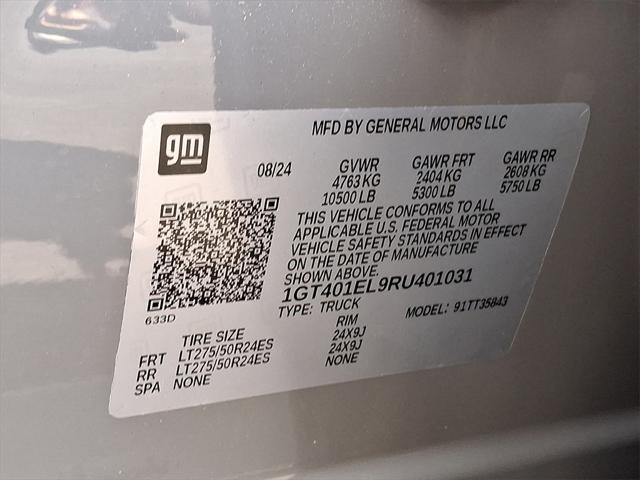 gm
MFD BY GENERAL MOTORS LLC
08/24 GVWR GAWR FRT GAWR RR
4763 KG 2404 KG 2608 KG
10500 LB 5300 LB 5750 LB
THIS VEHICLE CONFORMS TO ALL
APPLICABLE U.S. FEDERAL MOTOR
VEHICLE SAFETY STANDARDS IN EFFECT
ON THE DATE OF MANUFACTURE
SHOWN ABOVE.
1GT401EL9RU401031
633D
TYPE: TRUCK MODEL: 91TT35843
TIRE SIZE RIM
FRT LT275/50R24ES 24X9J
RR LT275/50R24ES 24X9J
SPA NONE NONE